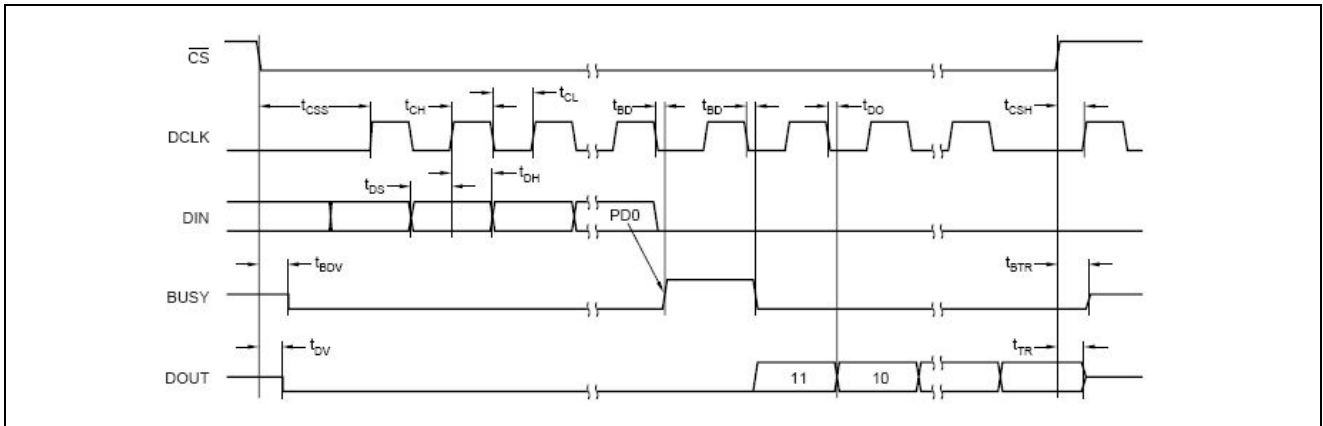 CS
tCSS
tCH
tCL
tBD
tBD
tDO
tCSH
DCLK
tDS
tDH
DIN
PD0
tBDV
tBTR
BUSY
tDV
tTR
DOUT
11
10